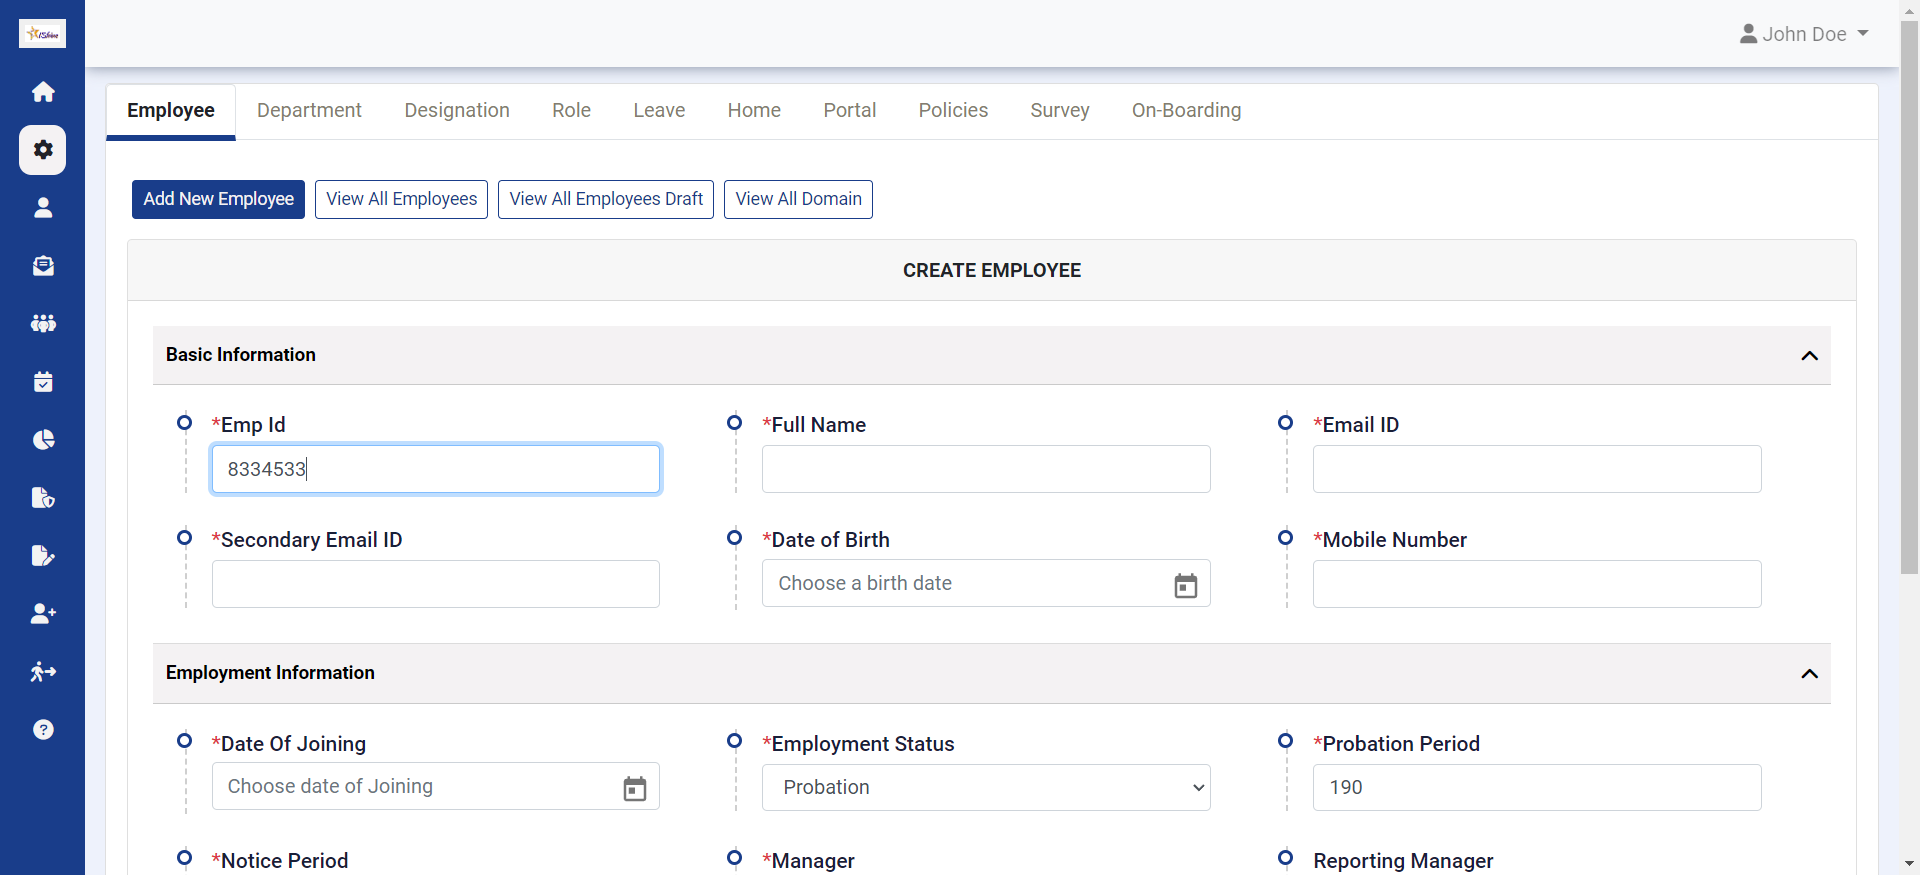 iShine
John Doe
Employee Department Designation Role Leave Home Portal Policies Survey On-Boarding
Add New Employee View All Employees View All Employees Draft View All Domain
CREATE EMPLOYEE
Basic Information
*Emp Id *Full Name *Email ID
8334533
*Secondary Email ID *Date of Birth *Mobile Number
Choose a birth date
Employment Information
*Date Of Joining *Employment Status *Probation Period
Choose date of Joining Probation 190
*Notice Period *Manager Reporting Manager